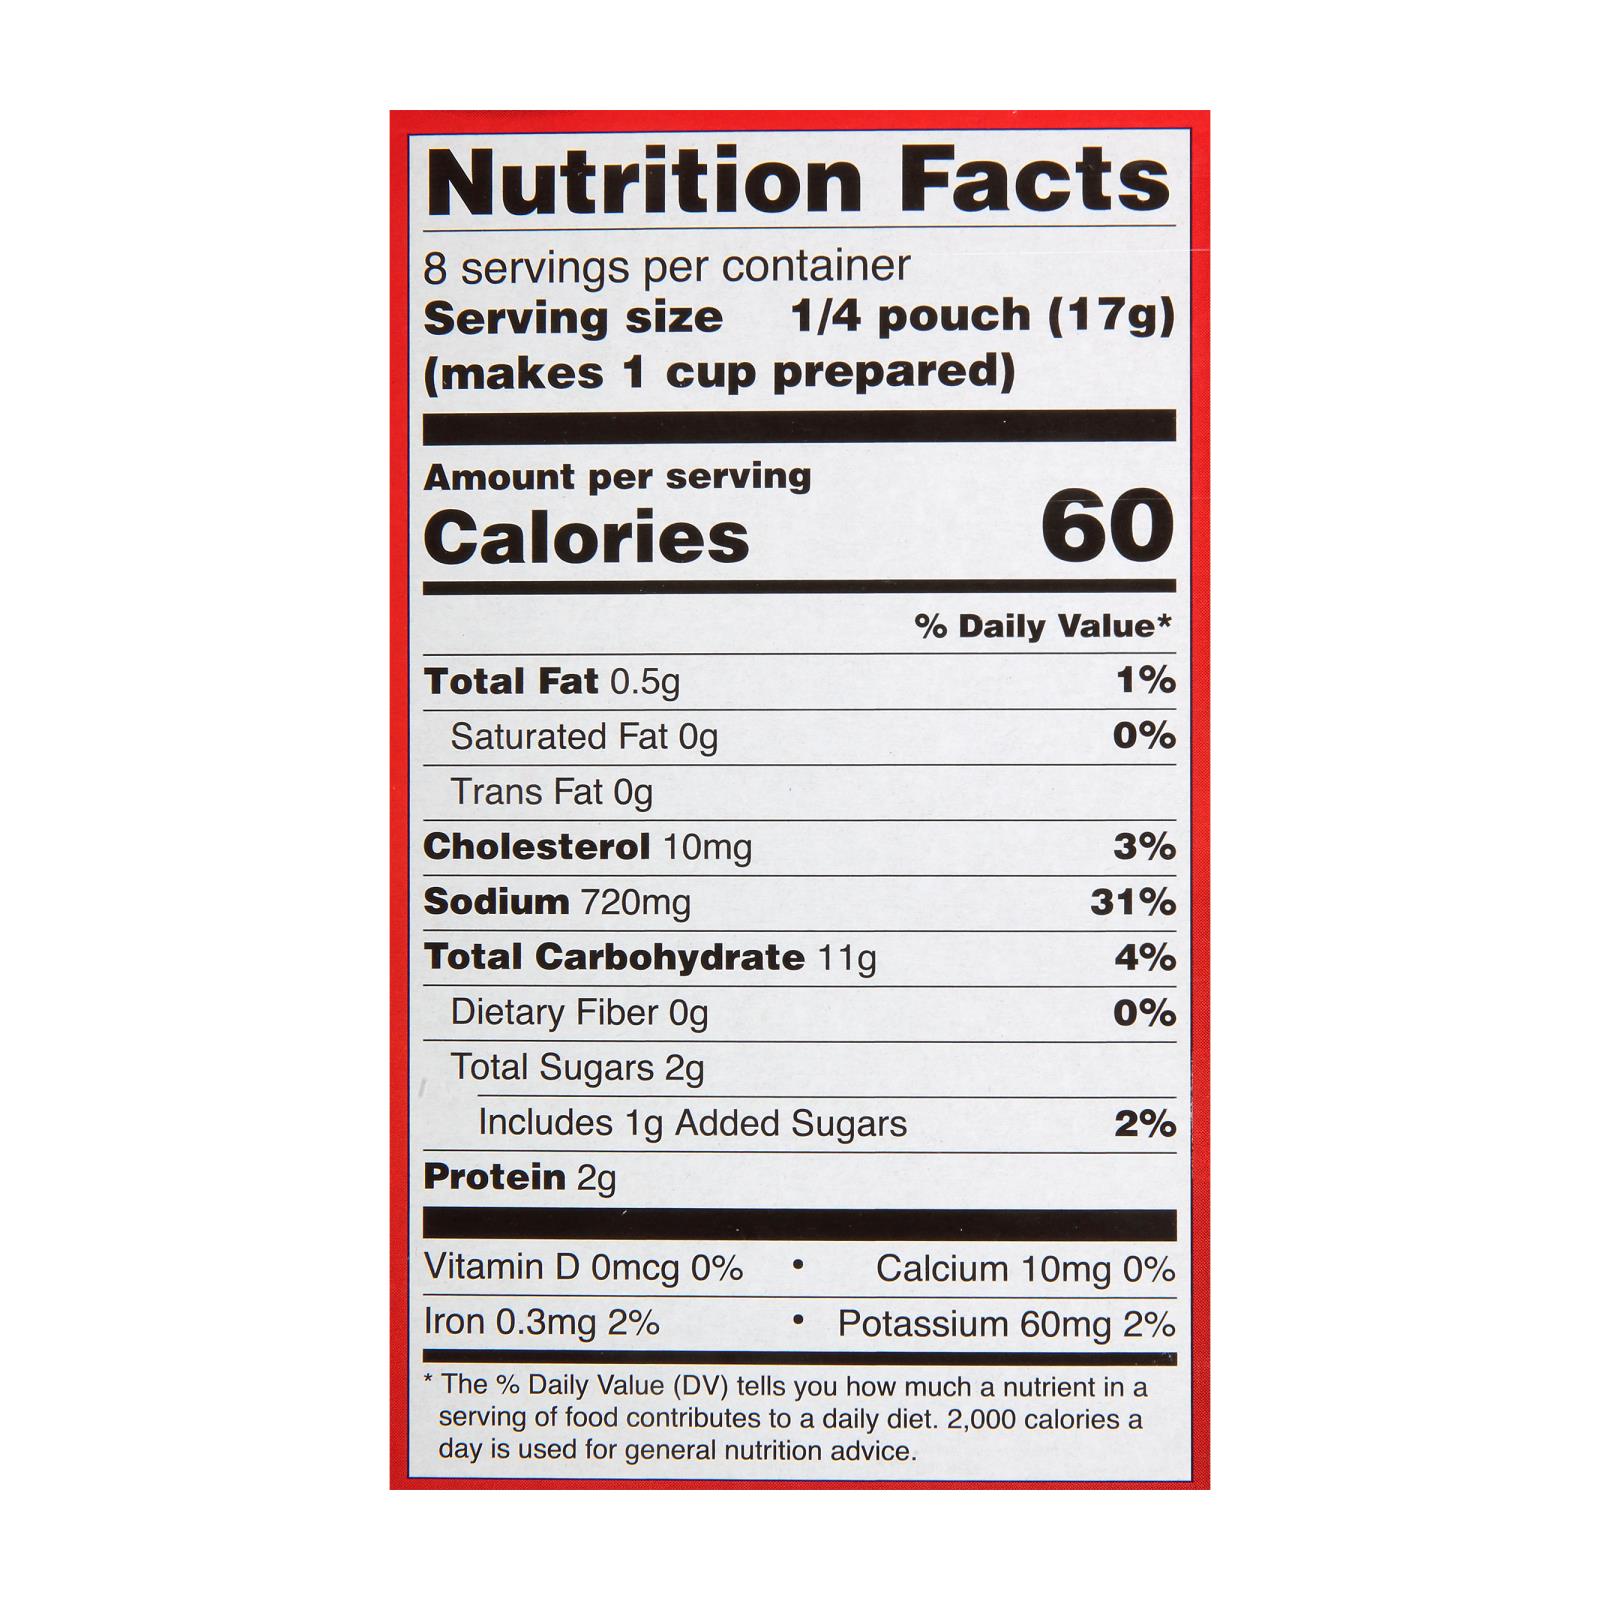 Nutrition Facts
8 servings per container
Serving size 1/4 pouch (17g)
(makes 1 cup prepared)
Amount per serving
Calories 60
% Daily Value*
Total Fat 0.5g 1%
Saturated Fat 0g 0%
Trans Fat 0g
Cholesterol 10mg 3%
Sodium 720mg 31%
Total Carbohydrate 11g 4%
Dietary Fiber 0g 0%
Total Sugars 2g
Includes 1g Added Sugars 2%
Protein 2g
Vitamin D 0mcg 0% • Calcium 10mg 0%
Iron 0.3mg 2% • Potassium 60mg 2%
* The % Daily Value (DV) tells you how much a nutrient in a
serving of food contributes to a daily diet. 2,000 calories a
day is used for general nutrition advice.